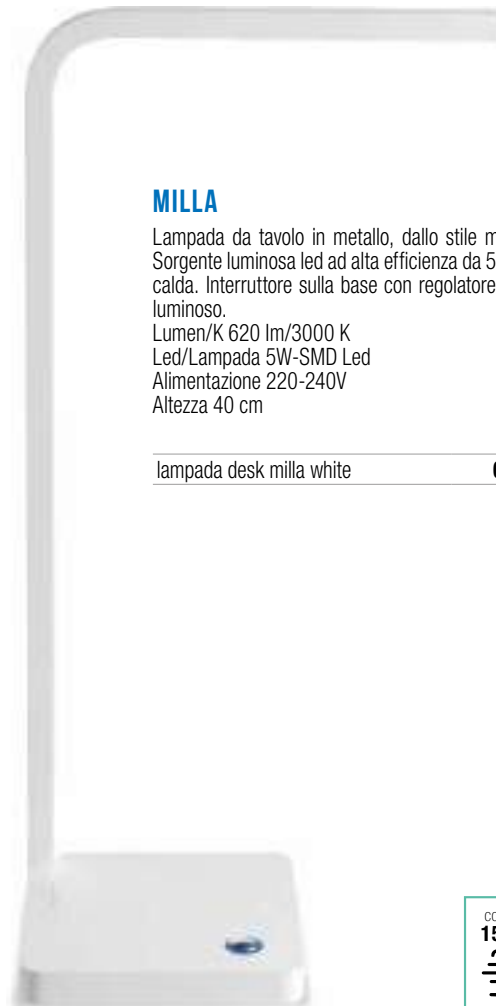 MILLA
Lampada da tavolo in metallo, dallo stile
Sorgente luminosa led ad alta efficienza da 5
calda. Interruttore sulla base con regolatore
luminoso.
Lumen/K 620 lm/3000 K
Led/Lampada 5W-SMD Led
Alimentazione 220-240V
Altezza 40 cm
lampada desk milla white